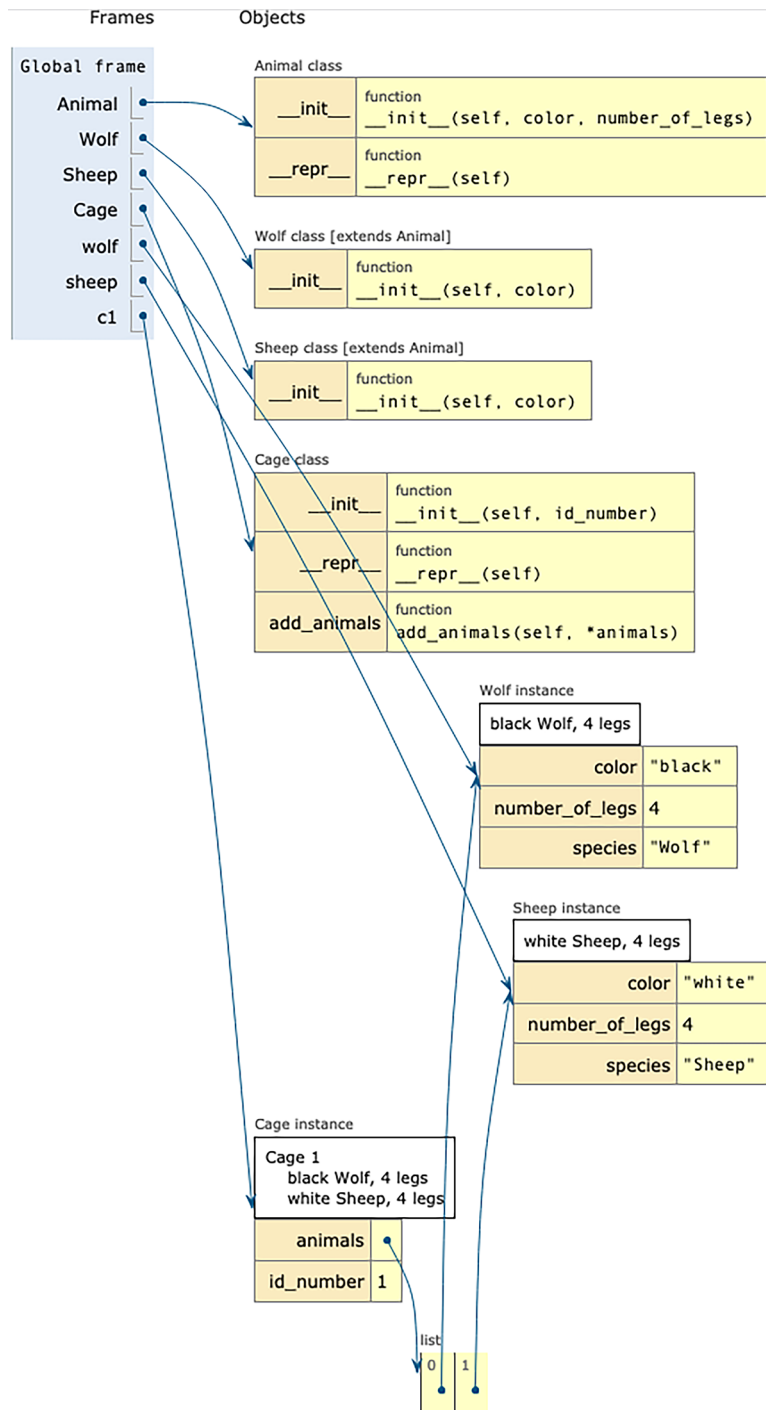 Frames Objects
Global frame
Animal
Wolf
Sheep
Cage
wolf
sheep
c1
Animal class
__init__ function
__init__(self, color, number_of_legs)
__repr__ function
__repr__(self)
Wolf class [extends Animal]
__init__ function
__init__(self, color)
Sheep class [extends Animal]
__init__ function
__init__(self, color)
Cage class
__init__ function
__init__(self, id_number)
__repr__ function
__repr__(self)
add_animals function
add_animals(self, *animals)
Wolf instance
black Wolf, 4 legs
color "black"
number_of_legs 4
species "Wolf"
Sheep instance
white Sheep, 4 legs
color "white"
number_of_legs 4
species "Sheep"
Cage instance
Cage 1
black Wolf, 4 legs
white Sheep, 4 legs
animals
id_number 1
list
0 1